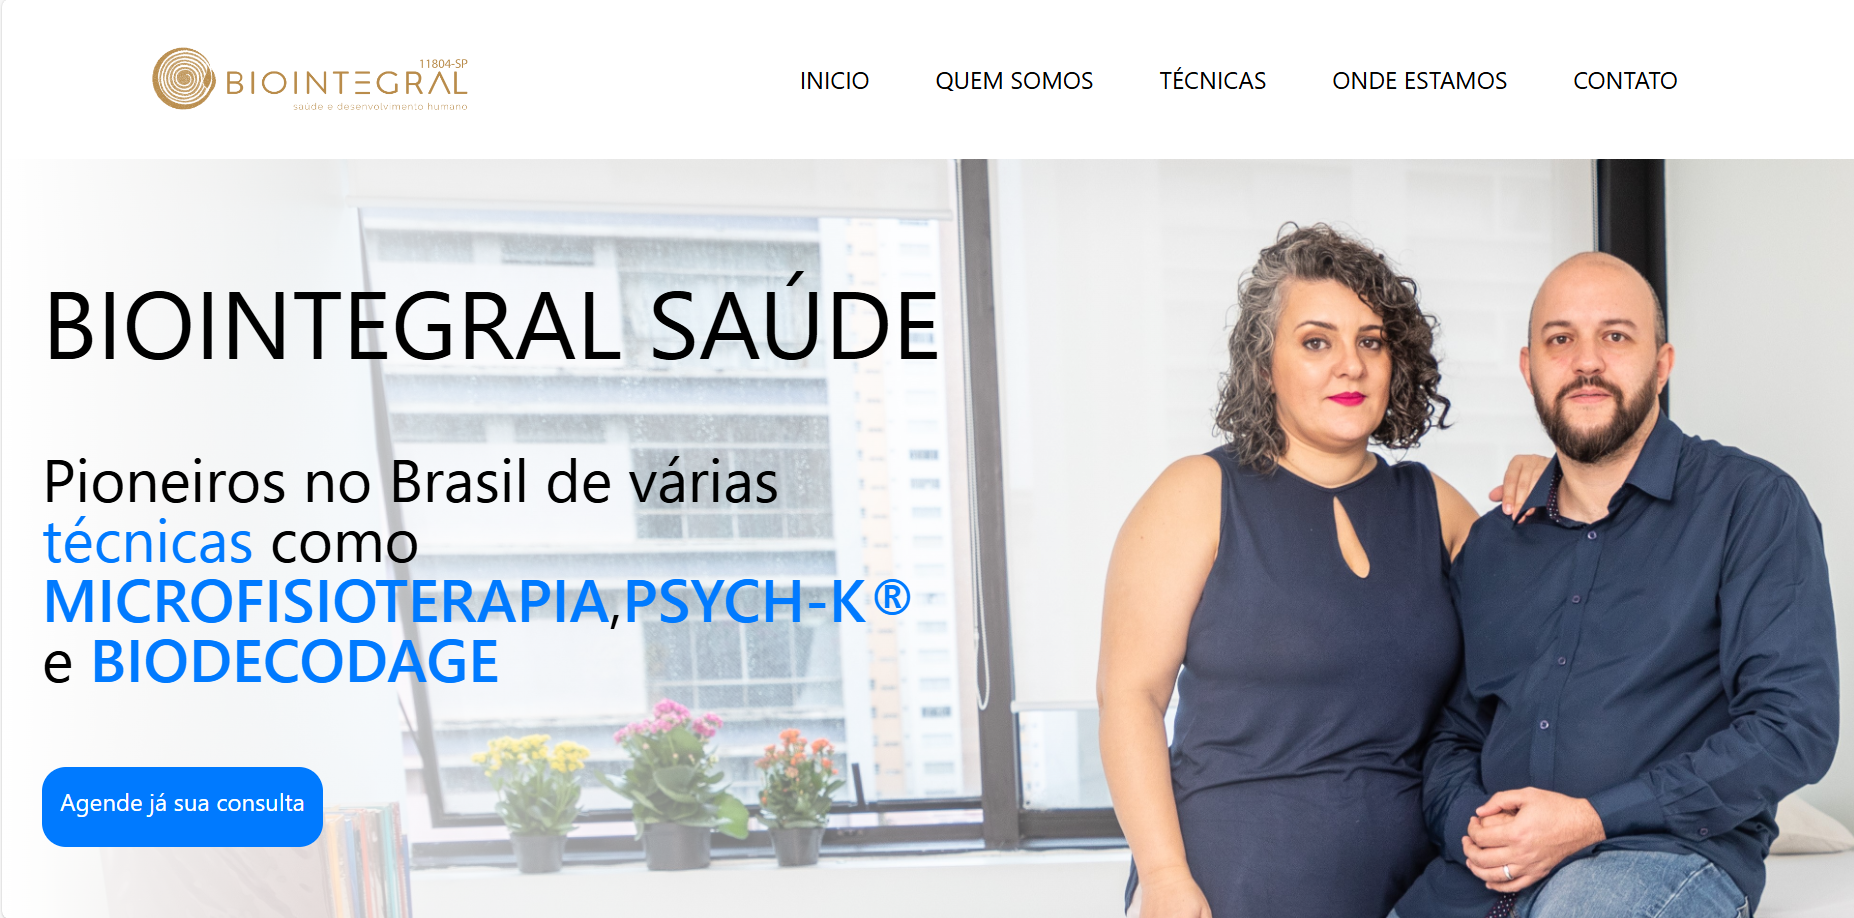 11804-SP
BIOINTEGRAL
saúde e desenvolvimento humano
INICIO QUEM SOMOS TÉCNICAS ONDE ESTAMOS CONTATO
BIOINTEGRAL SAÚDE
Pioneiros no Brasil de várias
técnicas como
MICROFISIOTERAPIA,PSYCH-K®
e BIODECODAGE
Agende já sua consulta